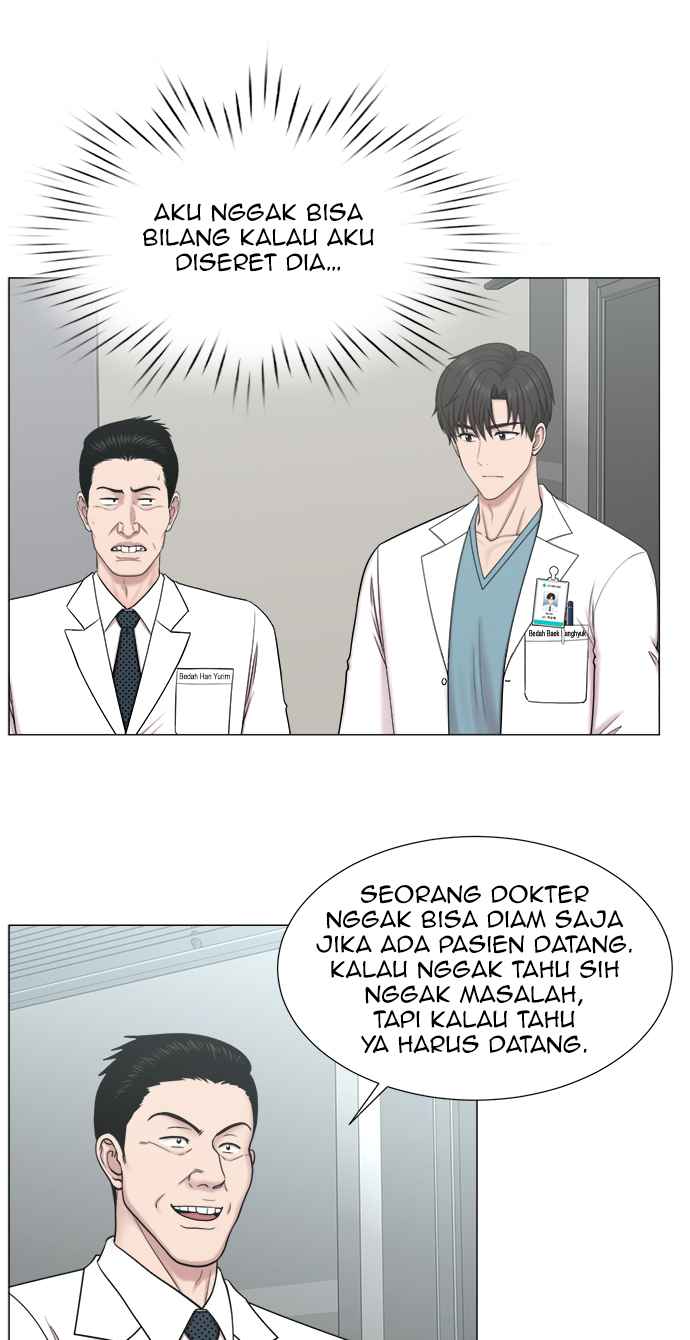 AKU NGGAK BISA
BILANG KALAU AKU
DISERET DIA...
Bedah Han Yurim
Bedah Baek anghyuk
SEORANG DOKTER
NGGAK BISA DIAM SAJA
JIKA ADA PASIEN DATANG.
KALAU NGGAK TAHU SIH
NGGAK MASALAH,
TAPI KALAU TAHU
YA HARUS DATANG.